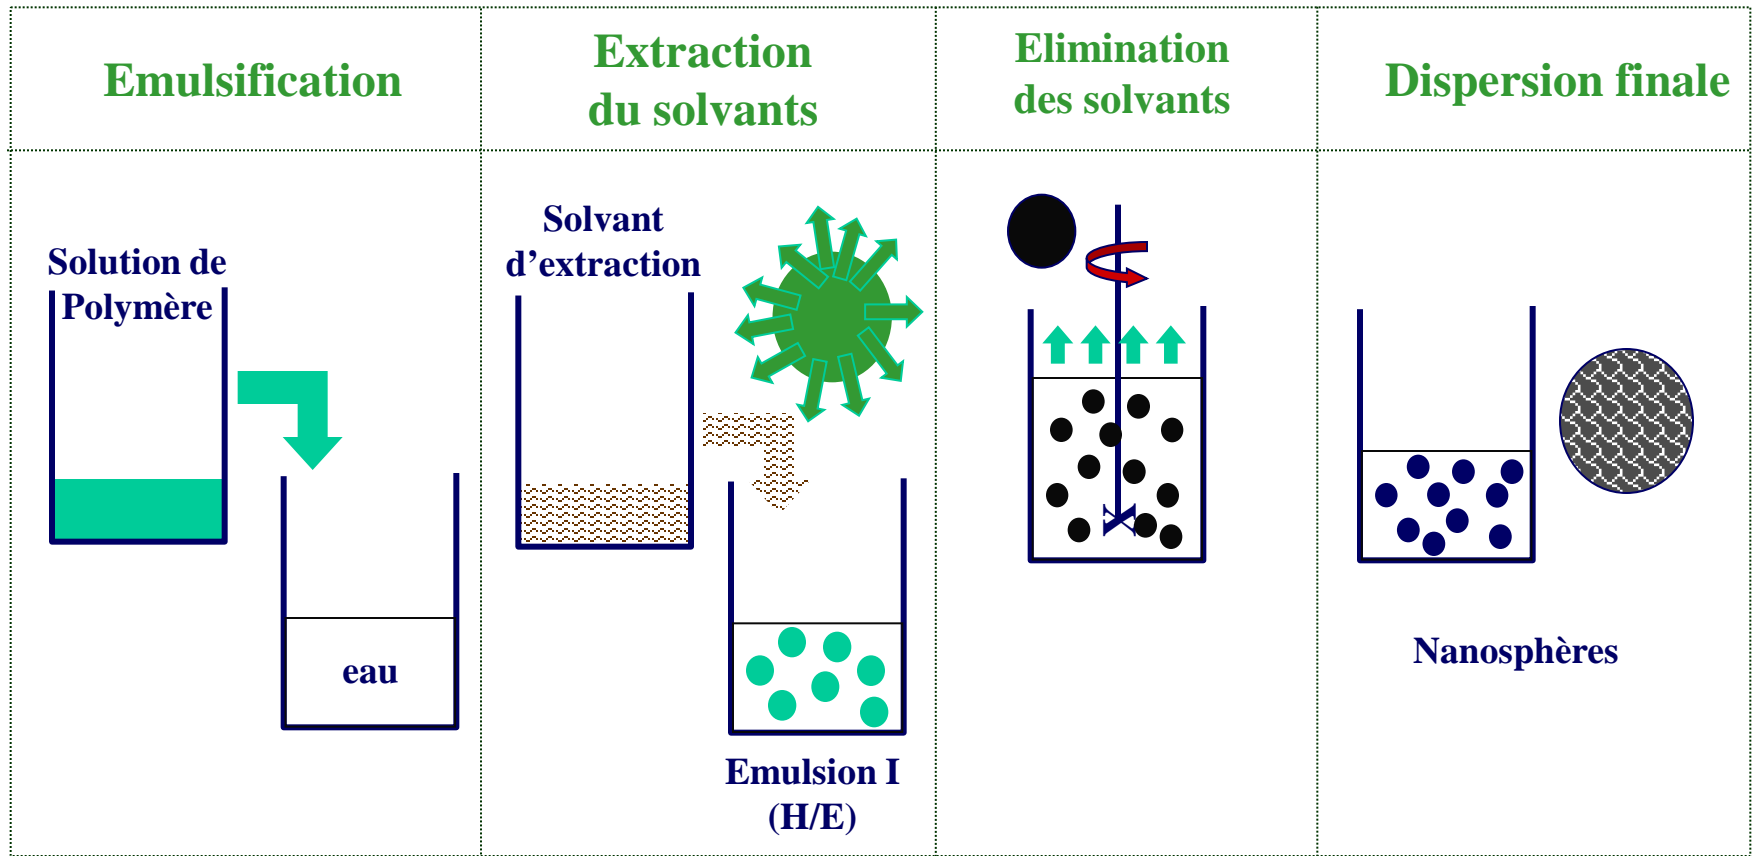 Emulsification
Extraction
du solvants
Elimination
des solvants
Dispersion finale
Solution de
Polymère
eau
Solvant
d’extraction
Emulsion I
(H/E)
Nanosphères